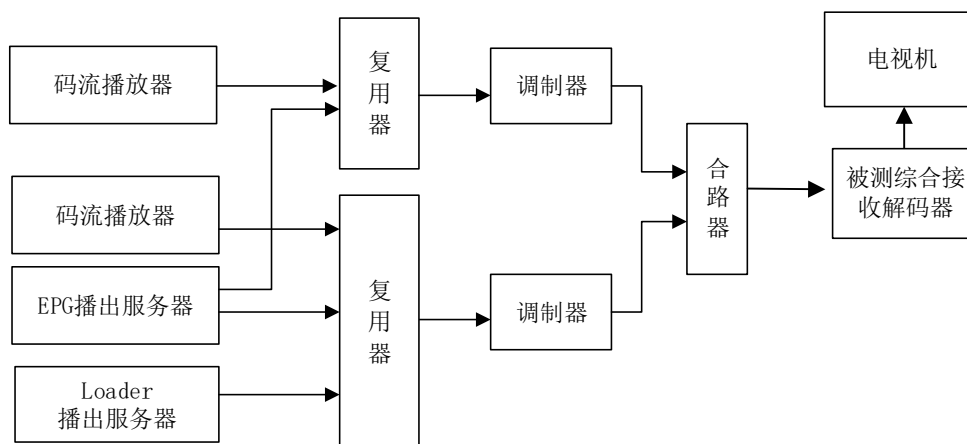 码流播放器
复
用
器
调制器
电视机
合
路
器
被测综合接
收解码器
码流播放器
EPG播出服务器
Loader
播出服务器
复
用
器
调制器